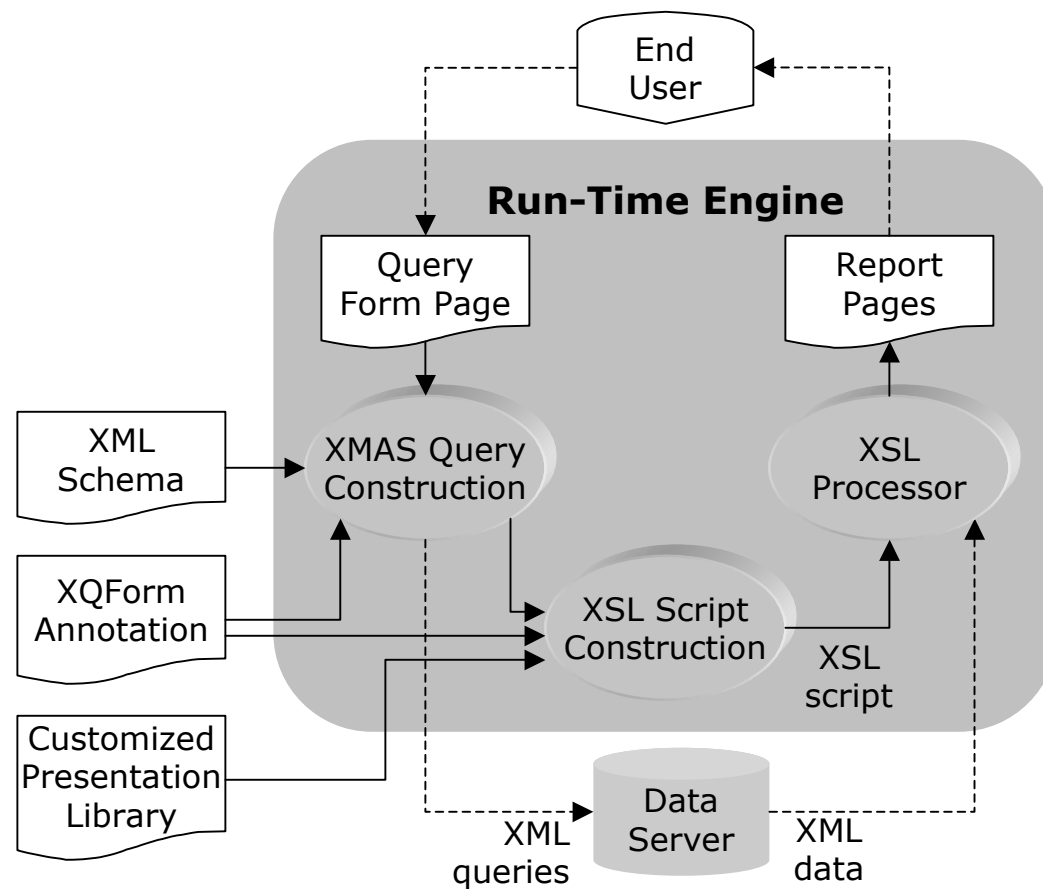 End
User
Run-Time Engine
Query
Form Page
Report
Pages
XML
Schema
XMAS Query
Construction
XSL
Processor
XQForm
Annotation
XSL Script
Construction
XSL
script
Customized
Presentation
Library
Data
Server
XML
queries
XML
data